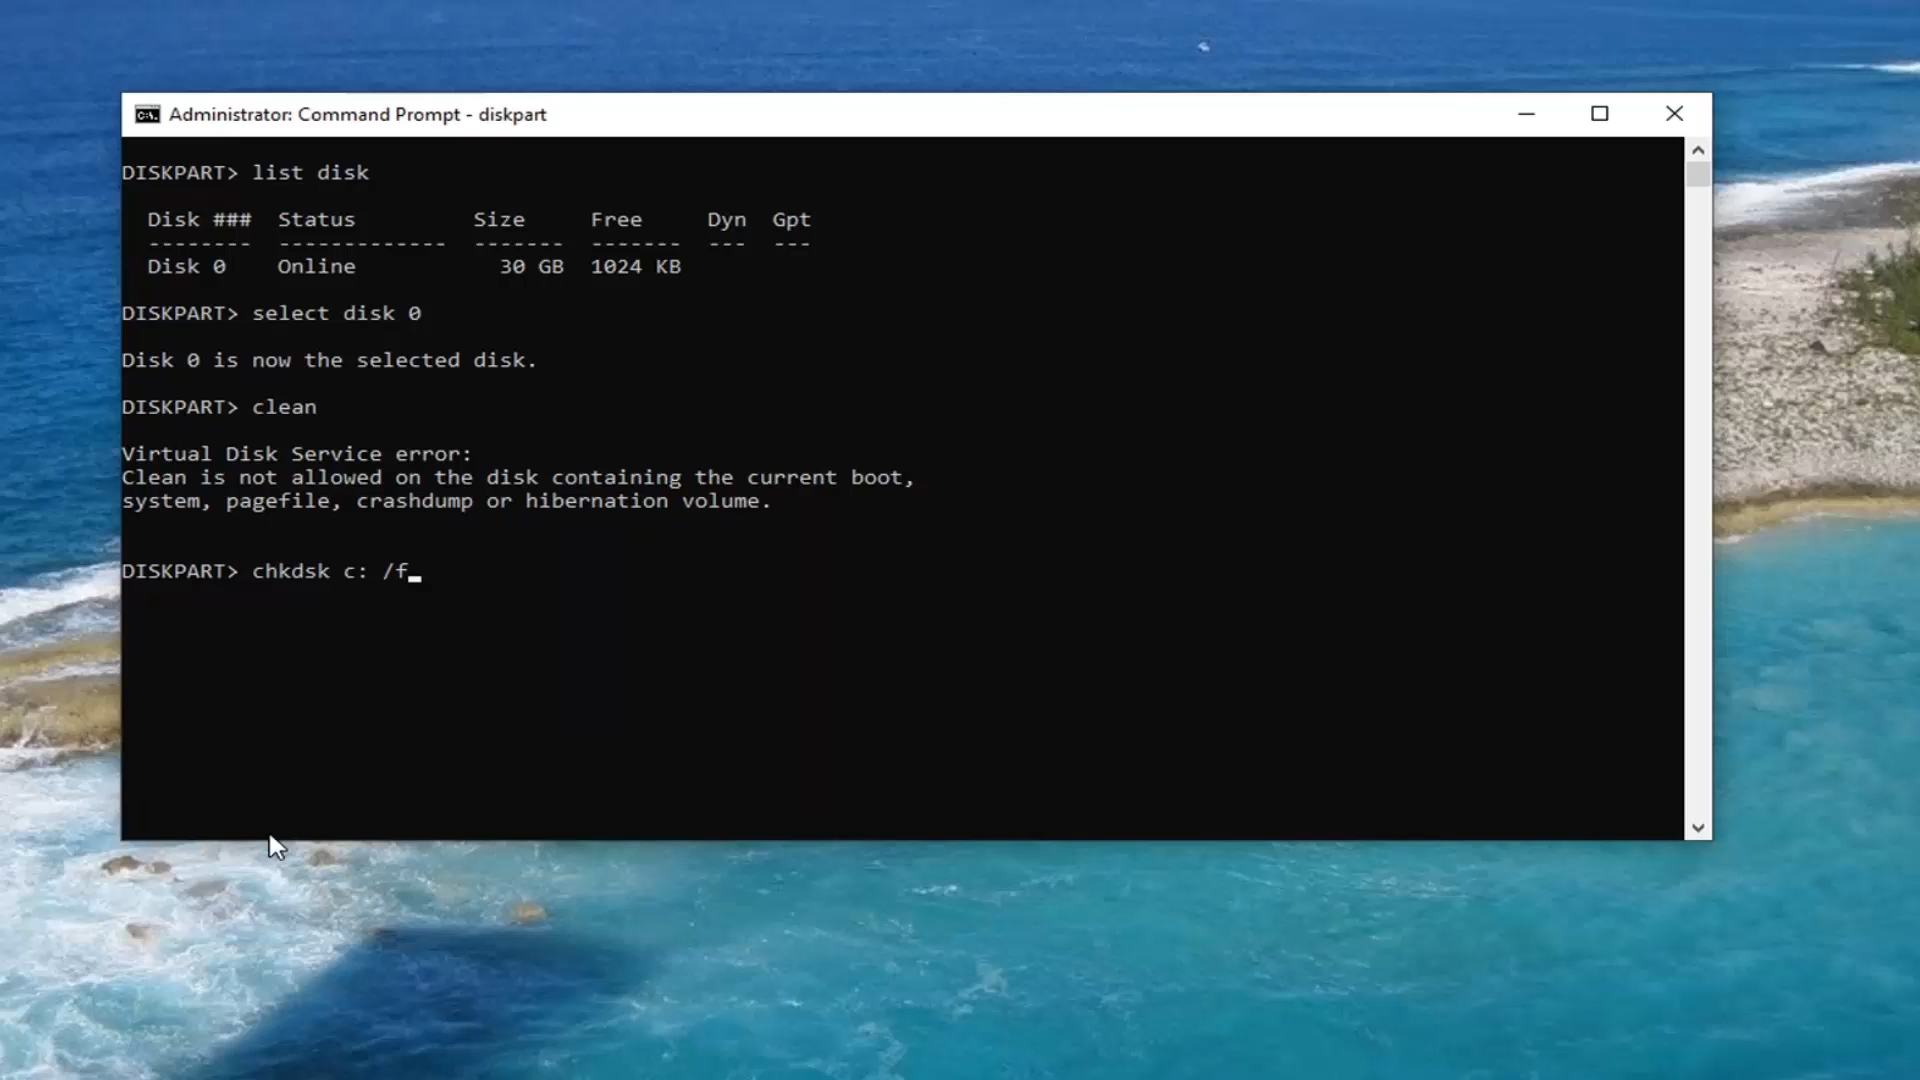 Administrator: Command Prompt - diskpart
DISKPART> list disk
Disk ###  Status         Size     Free     Dyn  Gpt
--------  -------------  -------  -------  ---  ---
Disk 0    Online           30 GB  1024 KB
DISKPART> select disk 0
Disk 0 is now the selected disk.
DISKPART> clean
Virtual Disk Service error:
Clean is not allowed on the disk containing the current boot,
system, pagefile, crashdump or hibernation volume.
DISKPART> chkdsk c: /f_